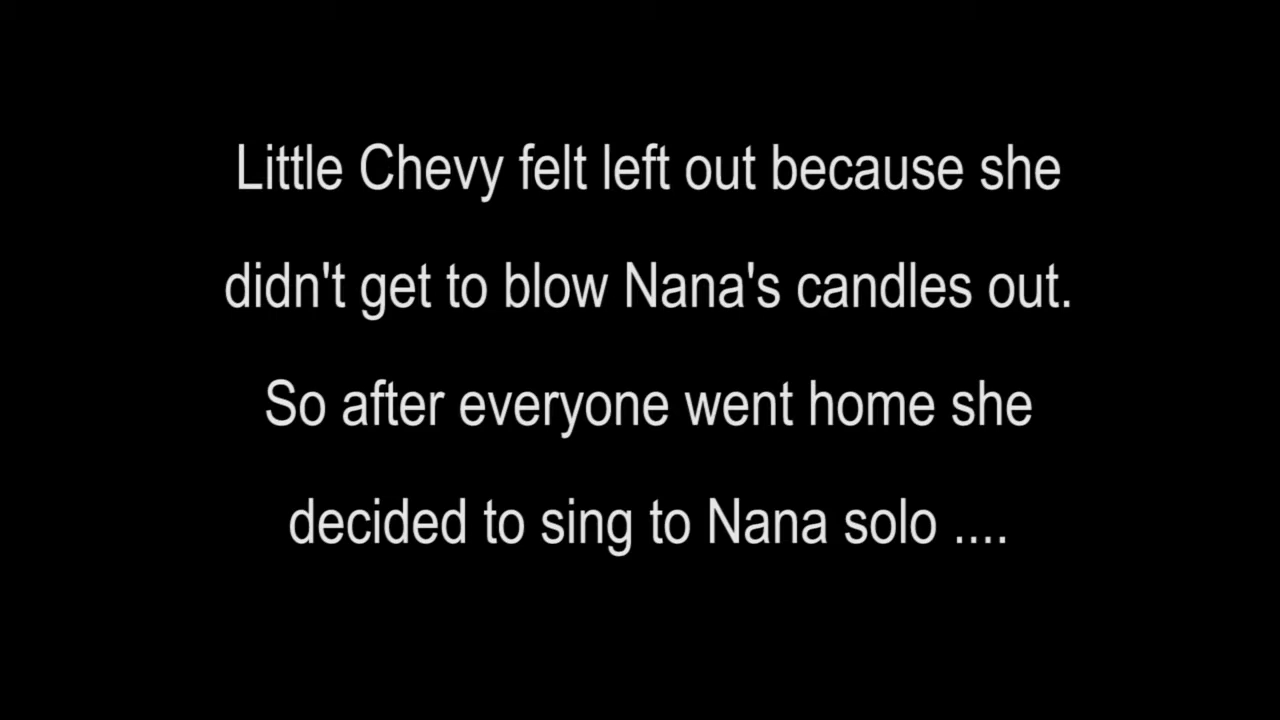 Little Chevy felt left out because she
didn't get to blow Nana's candles out.
So after everyone went home she
decided to sing to Nana solo ....